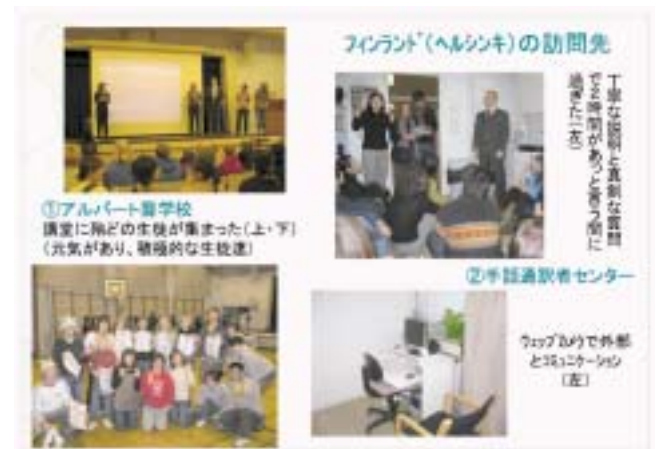 フィンランド(ヘルシンキ)の訪問先
丁寧な説明と真剣な質問
で2時間があっと言う間に
過ぎた(左)
①アルバート聾学校
講堂に殆どの生徒が集まった(上・下)
(元気があり、積極的な生徒達)
②手話通訳者センター
ウェッブカメラで外部
とコミュニケーション
(左)